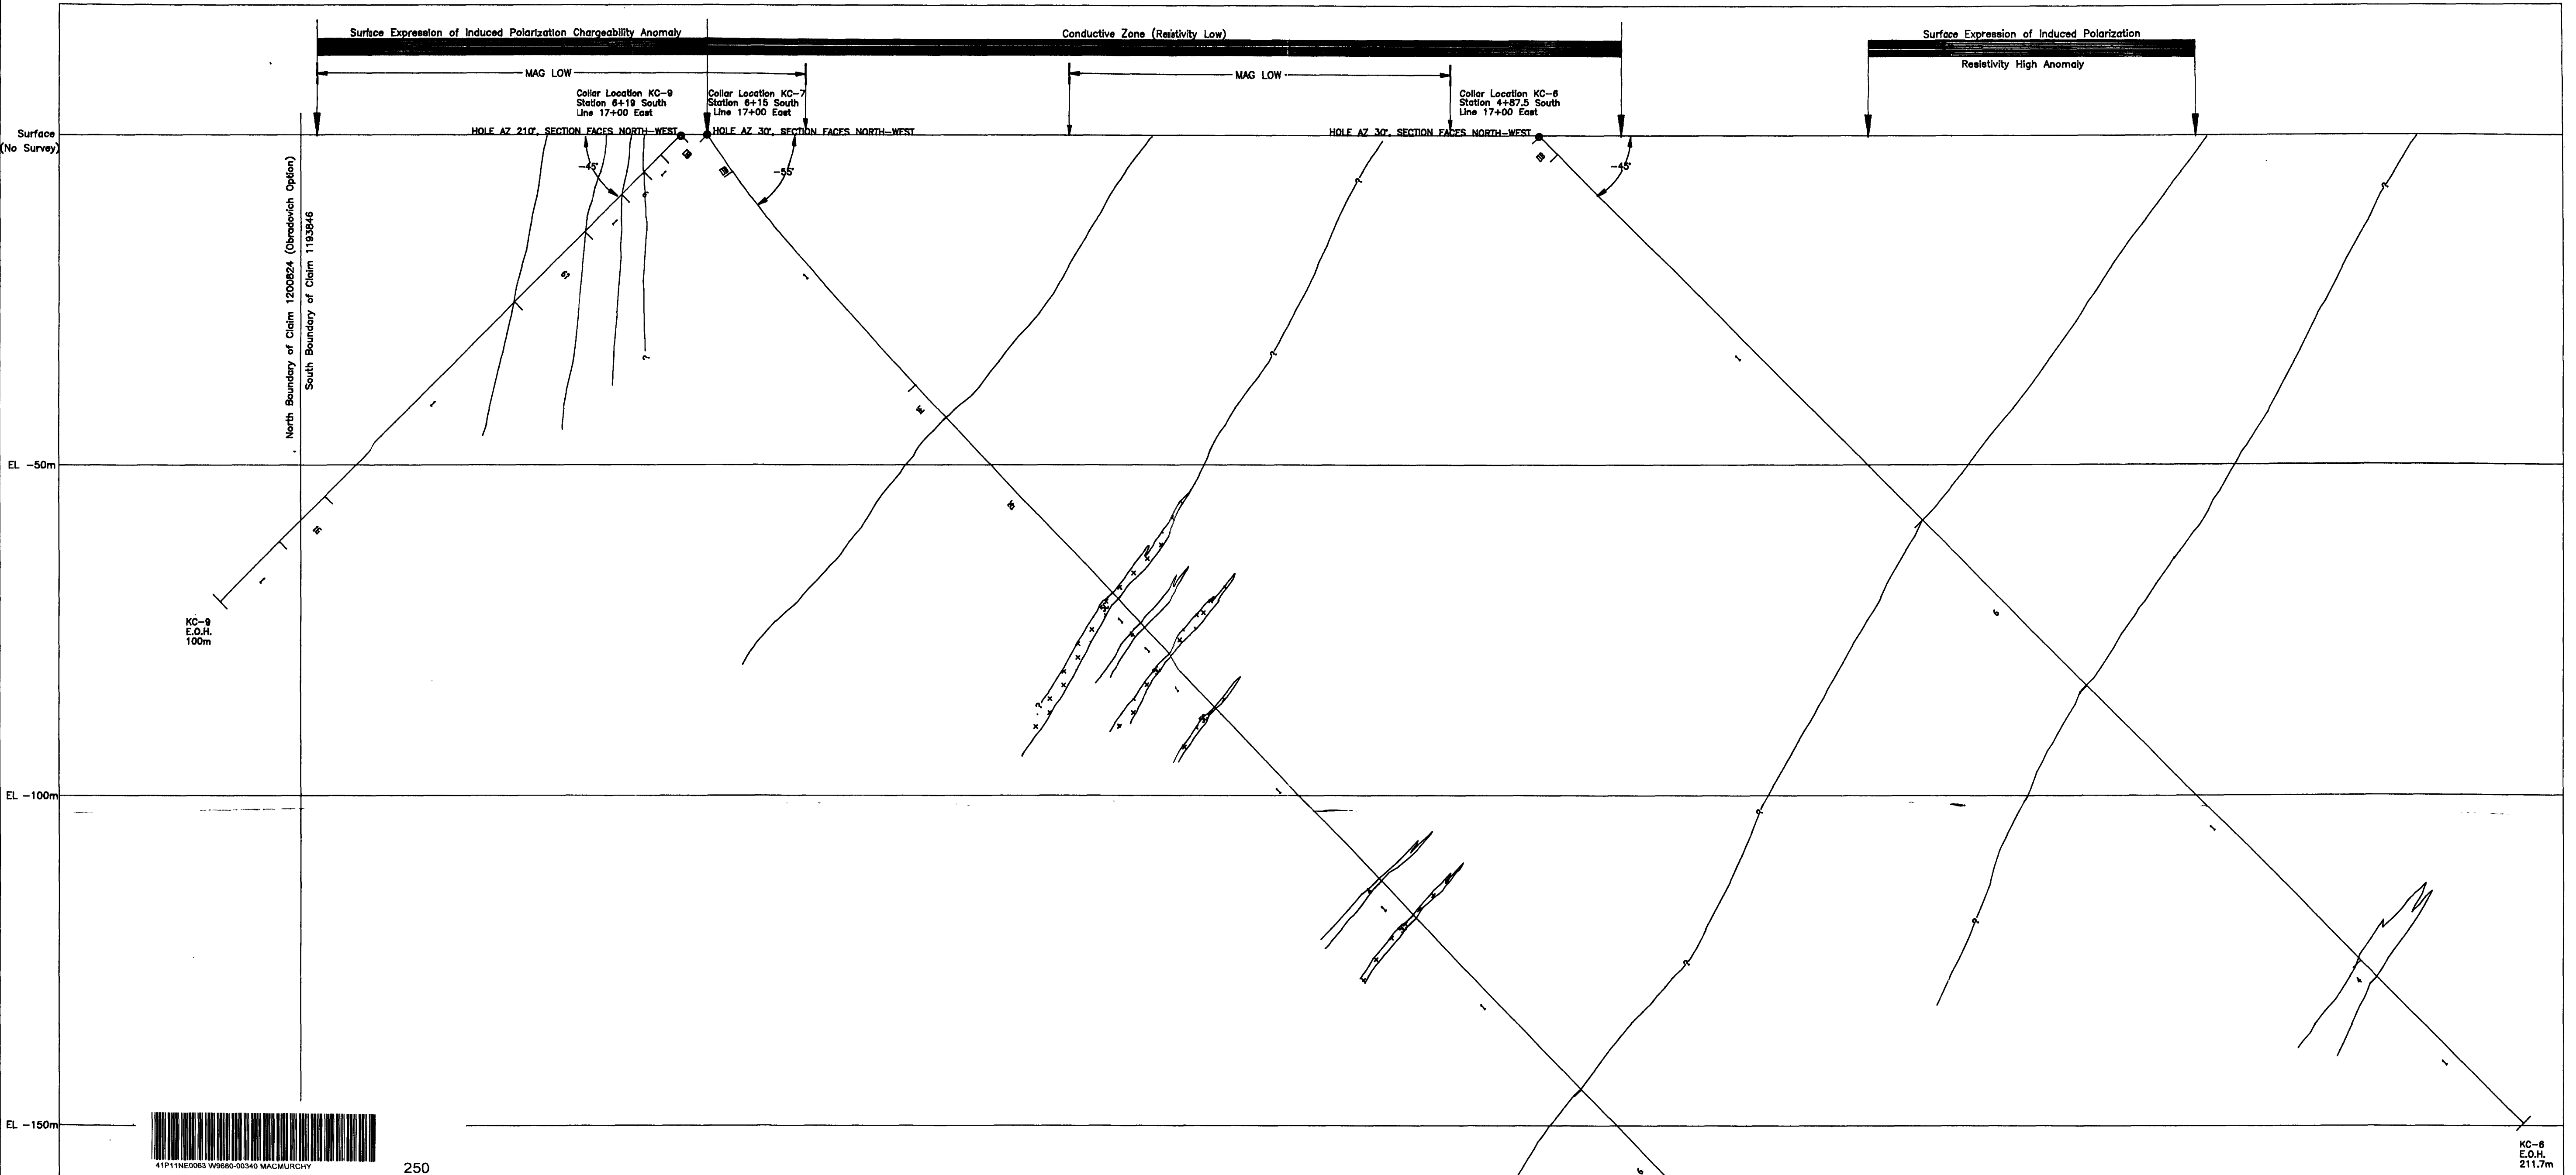 Surface Expression of Induced Polarization Chargeability Anomaly
Conductive Zone (Resistivity Low)
Surface Expression of Induced Polarization
Resistivity High Anomaly
MAG LOW
MAG LOW
Collar Location KC-9
Station 6+19 South
Line 17+00 East
Collar Location KC-7
Station 6+15 South
Line 17+00 East
Collar Location KC-6
Station 4+87.5 South
Line 17+00 East
Surface
(No Survey)
HOLE AZ 210°, SECTION FACES NORTH-WEST
HOLE AZ 30°, SECTION FACES NORTH-WEST
HOLE AZ 30°, SECTION FACES NORTH-WEST
-45°
-55°
-45°
North Boundary of Claim 1200824 (Obradovich Option)
South Boundary of Claim 1193846
EL -50m
KC-9
E.O.H.
100m
EL -100m
EL -150m
41P11NE0063 W9680-00340 MACMURCHY
250
KC-6
E.O.H.
211.7m